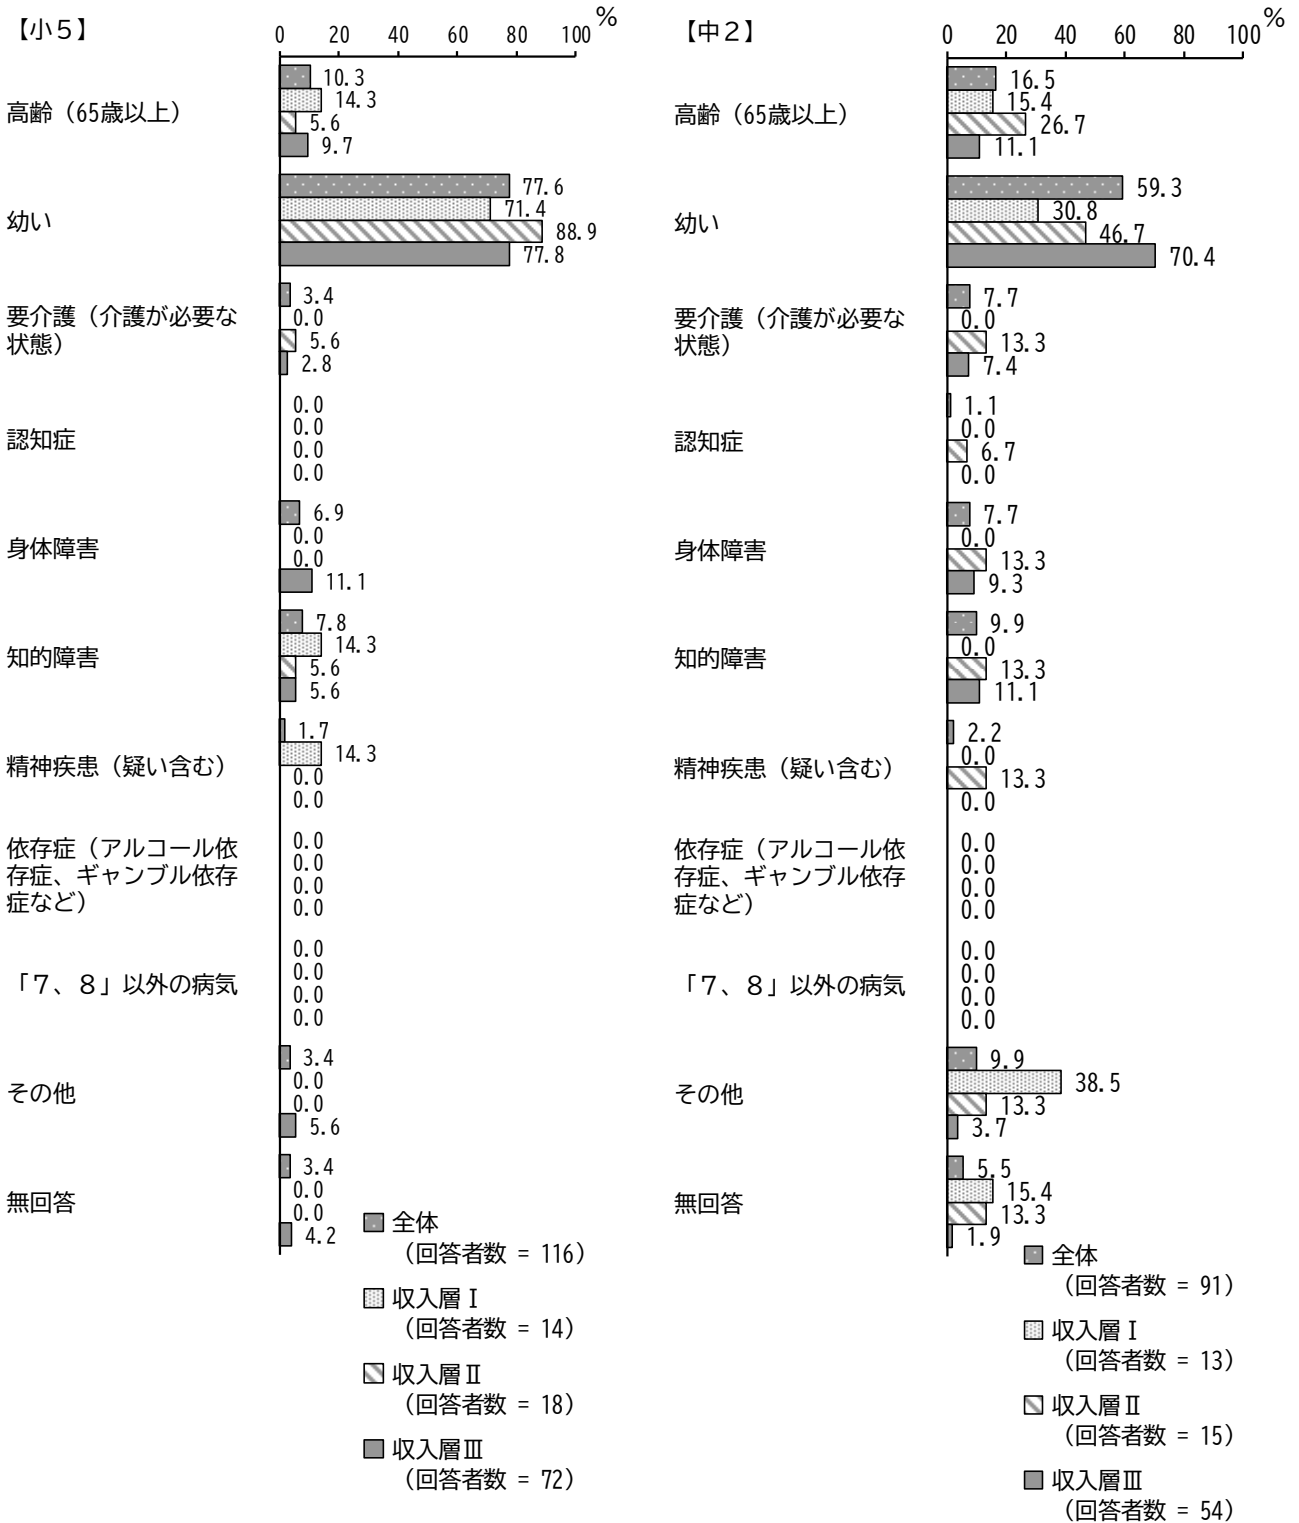 【小５】
%
0 20 40 60 80 100
高齢（65歳以上）
10.3
14.3
5.6
9.7
幼い
77.6
71.4
88.9
77.8
要介護（介護が必要な
状態）
3.4
0.0
5.6
2.8
認知症
0.0
0.0
0.0
0.0
身体障害
6.9
0.0
0.0
11.1
知的障害
7.8
14.3
5.6
5.6
精神疾患（疑い含む）
1.7
14.3
0.0
0.0
依存症（アルコール依
存症、ギャンブル依存
症など）
0.0
0.0
0.0
0.0
「７、８」以外の病気
0.0
0.0
0.0
0.0
その他
3.4
0.0
0.0
5.6
無回答
3.4
0.0
0.0
4.2
全体
（回答者数 = 116）
収入層Ⅰ
（回答者数 = 14）
収入層Ⅱ
（回答者数 = 18）
収入層Ⅲ
（回答者数 = 72）
【中２】
%
0 20 40 60 80 100
高齢（65歳以上）
16.5
15.4
26.7
11.1
幼い
59.3
30.8
46.7
70.4
要介護（介護が必要な
状態）
7.7
0.0
13.3
7.4
認知症
1.1
0.0
6.7
0.0
身体障害
7.7
0.0
13.3
9.3
知的障害
9.9
0.0
13.3
11.1
精神疾患（疑い含む）
2.2
0.0
13.3
0.0
依存症（アルコール依
存症、ギャンブル依存
症など）
0.0
0.0
0.0
0.0
「７、８」以外の病気
0.0
0.0
0.0
0.0
その他
9.9
38.5
13.3
3.7
無回答
5.5
15.4
13.3
1.9
全体
（回答者数 = 91）
収入層Ⅰ
（回答者数 = 13）
収入層Ⅱ
（回答者数 = 15）
収入層Ⅲ
（回答者数 = 54）